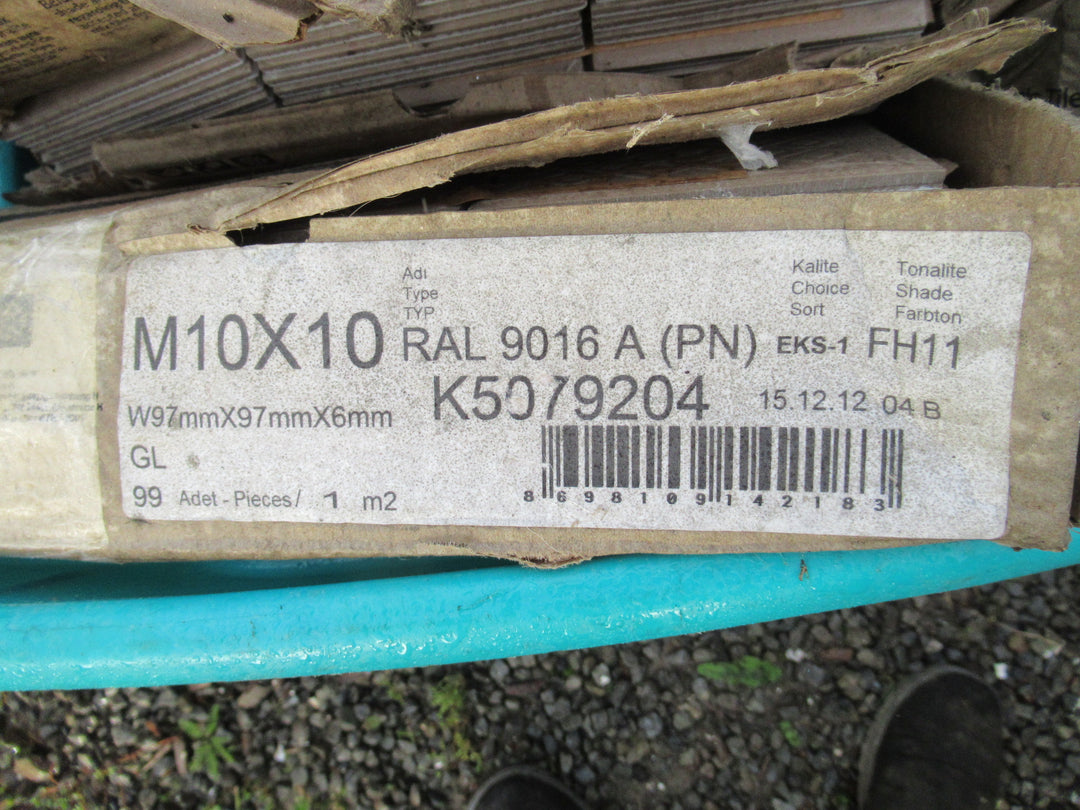 Adı
Type
TYP
Kalite
Choice
Sort
Tonalite
Shade
Farbton
M10X10 RAL 9016 A (PN) EKS-1 FH11
K5079204 15.12.12 04 B
W97mmX97mmX6mm
GL
99 Adet - Pieces / 1 m2
8698109142183